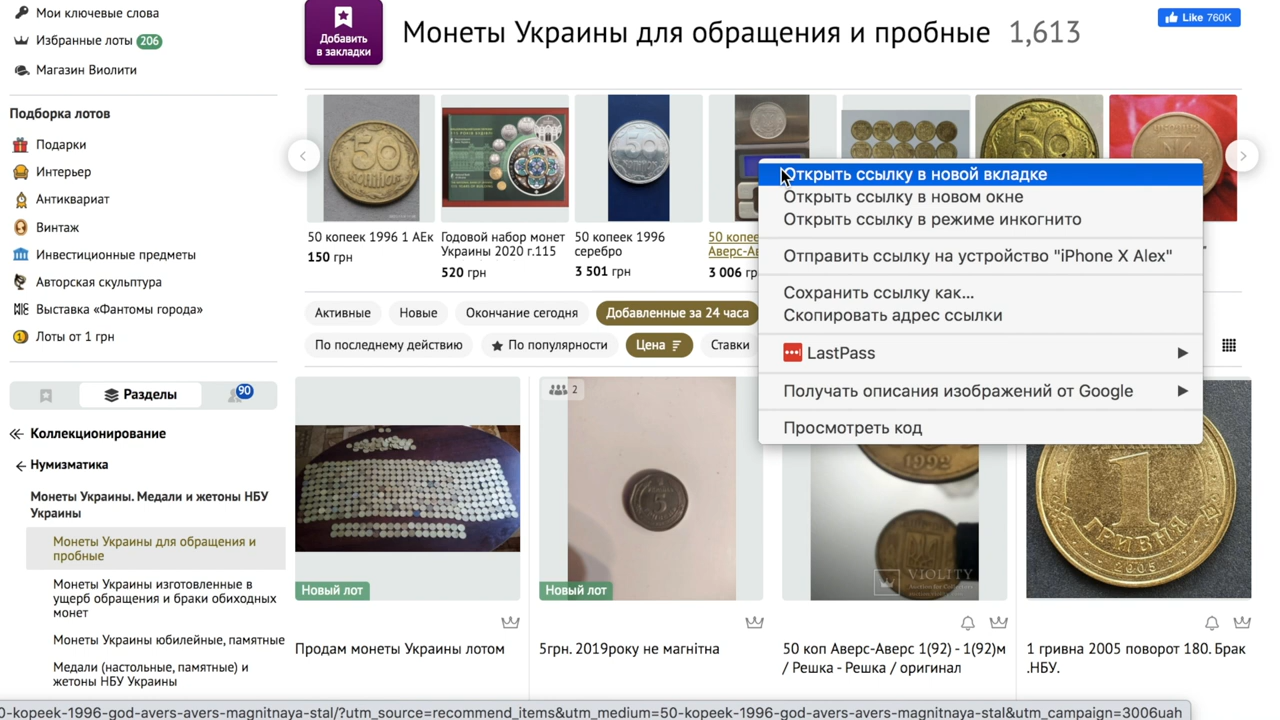 Мои ключевые слова
Избранные лоты 206
Магазин Виолити
Подборка лотов
Подарки
Интерьер
Антиквариат
Винтаж
Инвестиционные предметы
Авторская скульптура
Выставка «Фантомы города»
Лоты от 1 грн
Разделы
90
Коллекционирование
Нумизматика
Монеты Украины. Медали и жетоны НБУ
Украины
Монеты Украины для обращения и
пробные
Монеты Украины изготовленные в
ущерб обращения и браки обиходных
монет
Монеты Украины юбилейные, памятные
Медали (настольные, памятные) и
жетоны НБУ Украины
Добавить
в закладки
Монеты Украины для обращения и пробные 1,613
Like 760K
50 копеек 1996 1 АЕк
150 грн
Годовой набор монет
Украины 2020 г.115
520 грн
50 копеек 1996
серебро
3 501 грн
50 копее
Аверс-Ав
3 006 гр
Открыть ссылку в новой вкладке
Открыть ссылку в новом окне
Открыть ссылку в режиме инкогнито
Отправить ссылку на устройство "iPhone X Alex"
Сохранить ссылку как...
Скопировать адрес ссылки
LastPass
Получать описания изображений от Google
Просмотреть код
Активные
Новые
Окончание сегодня
Добавленные за 24 часа
По последнему действию
По популярности
Цена
Ставки
Новый лот
Продам монеты Украины лотом
2
5
Новый лот
5грн. 2019року не магнітна
1992
VIOLITY
50 коп Аверс-Аверс 1(92) - 1(92)м
/ Решка - Решка / оригинал
1
ГРИВНЯ
2005
1 гривна 2005 поворот 180. Брак
.НБУ.
0-kopeek-1996-god-avers-avers-magnitnaya-stal/?utm_source=recommend_items&utm_medium=50-kopeek-1996-god-avers-avers-magnitnaya-stal&utm_campaign=3006uah